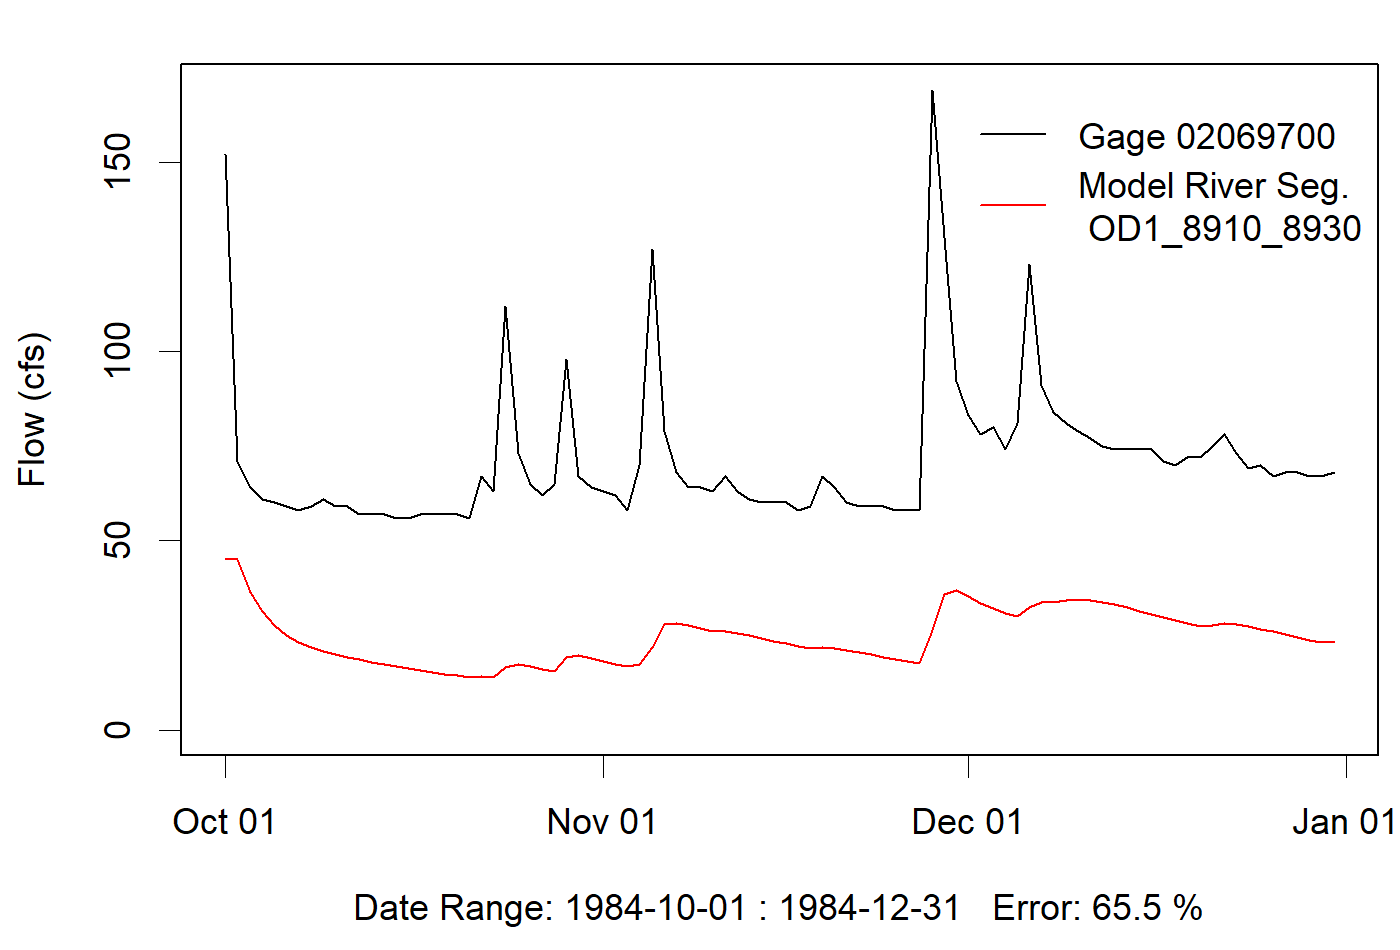 Gage 02069700
Model River Seg.
OD1_8910_8930
150
100
50
0
Flow (cfs)
Oct 01
Nov 01
Dec 01
Jan 01
Date Range: 1984-10-01 : 1984-12-31 Error: 65.5 %